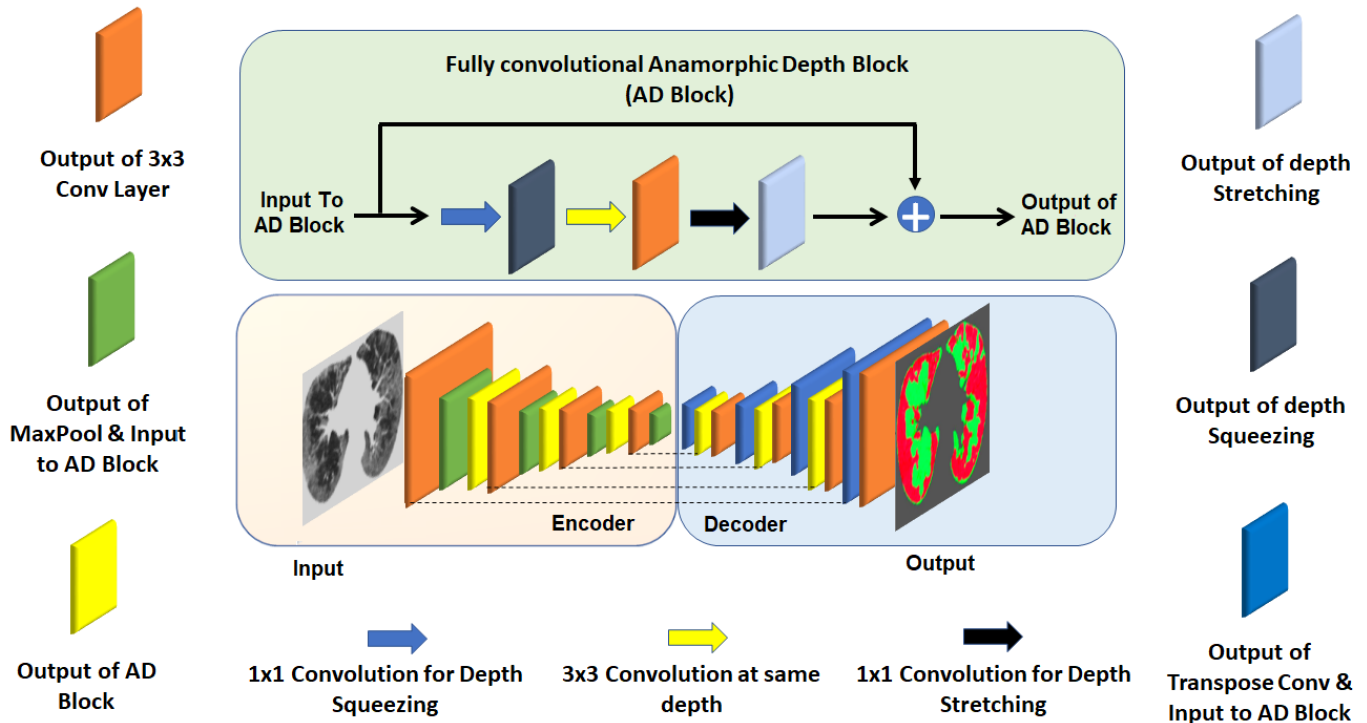 Fully convolutional Anamorphic Depth Block
(AD Block)
Input To
AD Block
Output of
AD Block
Output of 3x3
Conv Layer
Output of
MaxPool & Input
to AD Block
Output of AD
Block
Encoder
Decoder
Input
Output
1x1 Convolution for Depth
Squeezing
3x3 Convolution at same
depth
1x1 Convolution for Depth
Stretching
Output of depth
Stretching
Output of depth
Squeezing
Output of
Transpose Conv &
Input to AD Block